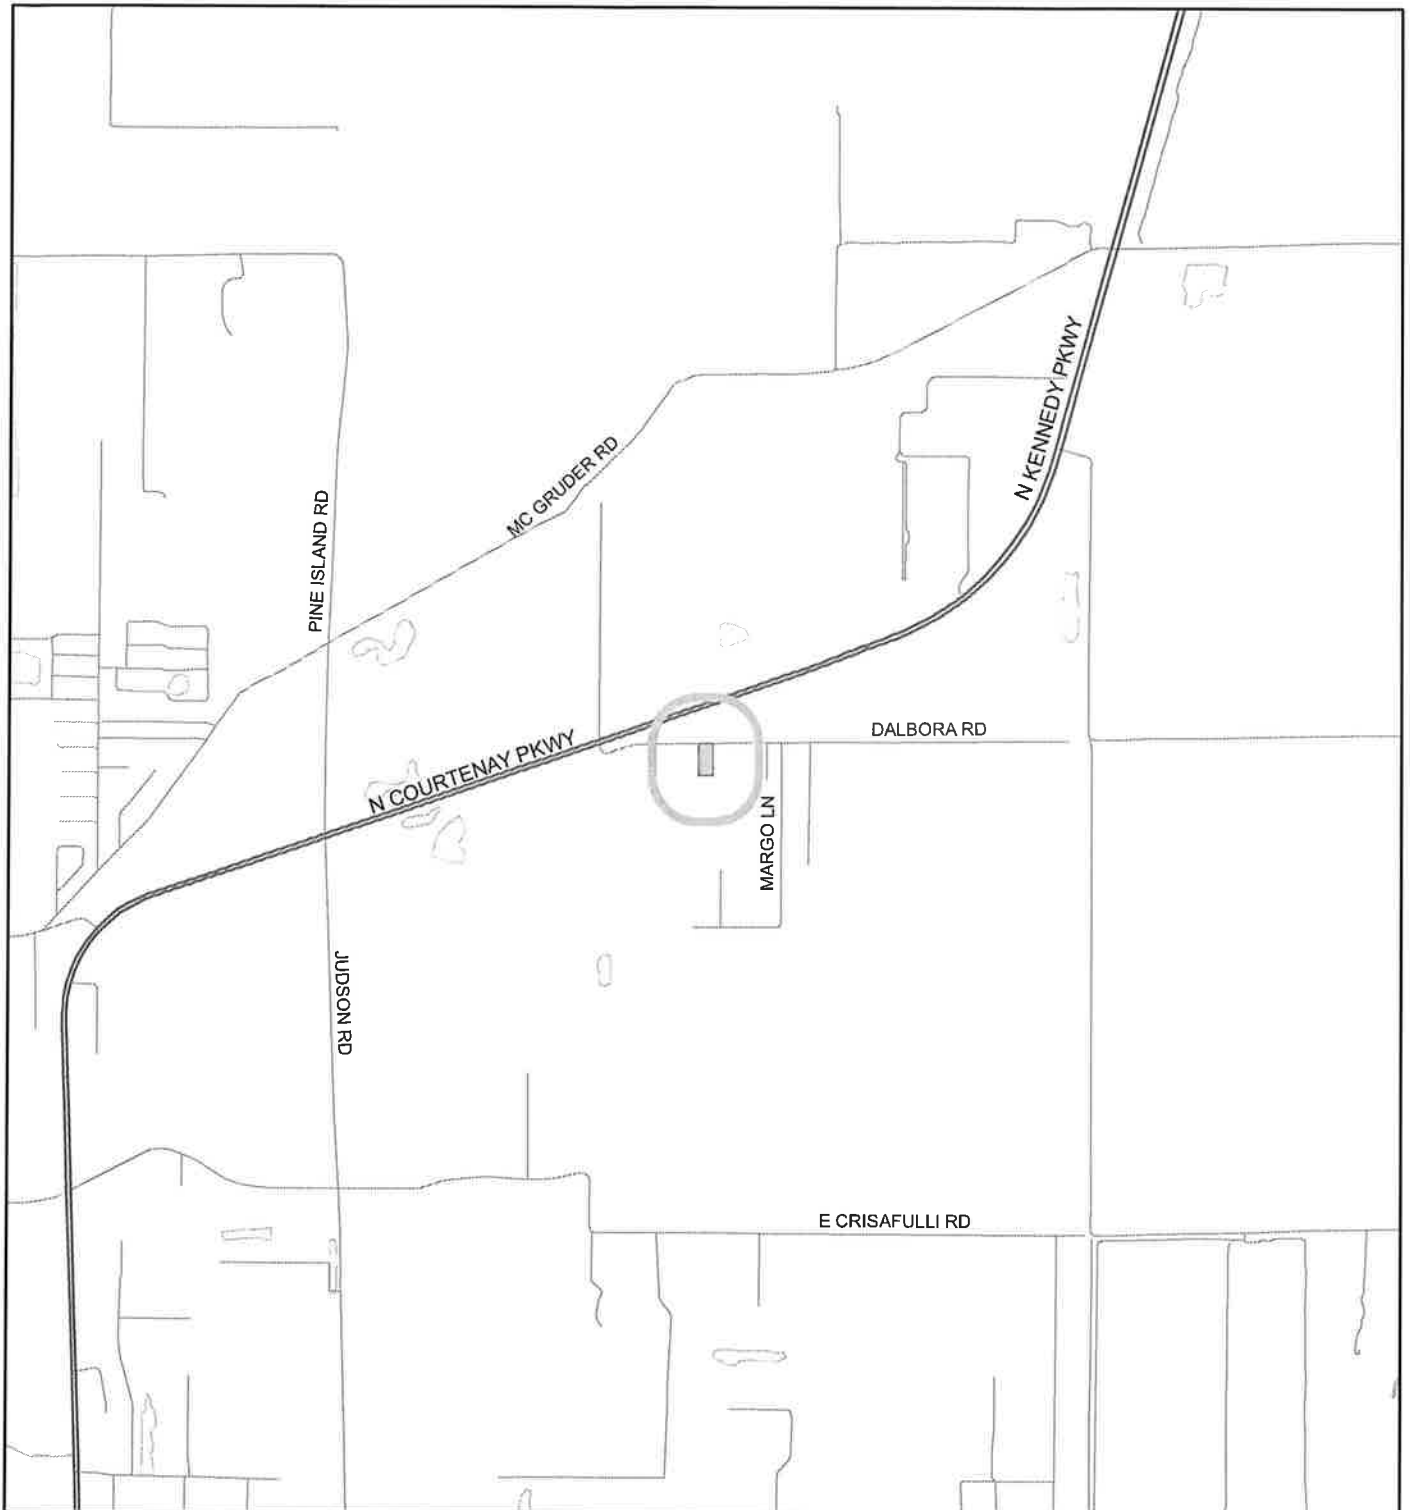 N KENNEDY PKWY
MC GRUDER RD
PINE ISLAND RD
DALBORA RD
N COURTENAY PKWY
MARGO LN
JUDSON RD
E CRISAFULLI RD